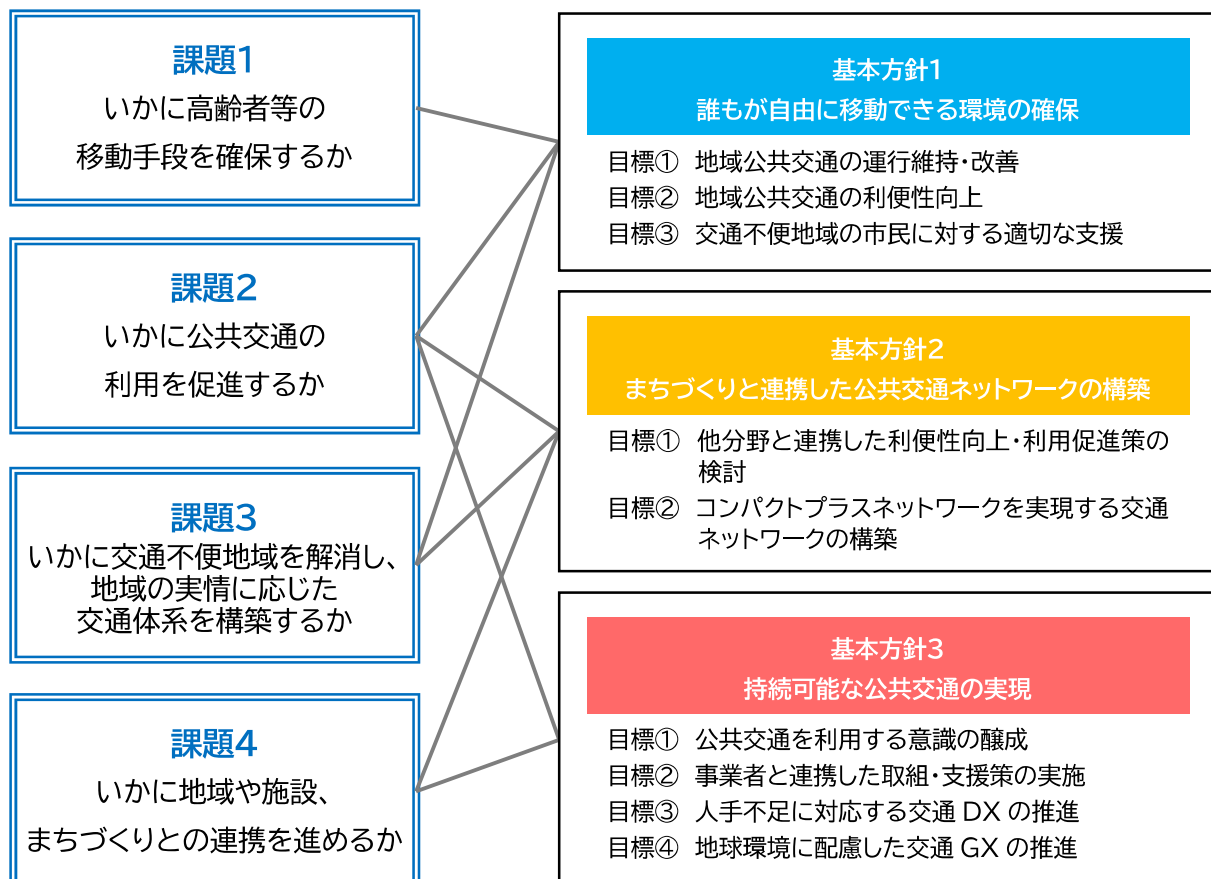 課題1
いかに高齢者等の
移動手段を確保するか
課題2
いかに公共交通の
利用を促進するか
課題3
いかに交通不便地域を解消し、
地域の実情に応じた
交通体系を構築するか
課題4
いかに地域や施設、
まちづくりとの連携を進めるか
基本方針1
誰もが自由に移動できる環境の確保
目標① 地域公共交通の運行維持・改善
目標② 地域公共交通の利便性向上
目標③ 交通不便地域の市民に対する適切な支援
基本方針2
まちづくりと連携した公共交通ネットワークの構築
目標① 他分野と連携した利便性向上・利用促進策の
検討
目標② コンパクトプラスネットワークを実現する交通
ネットワークの構築
基本方針3
持続可能な公共交通の実現
目標① 公共交通を利用する意識の醸成
目標② 事業者と連携した取組・支援策の実施
目標③ 人手不足に対応する交通 DX の推進
目標④ 地球環境に配慮した交通 GX の推進